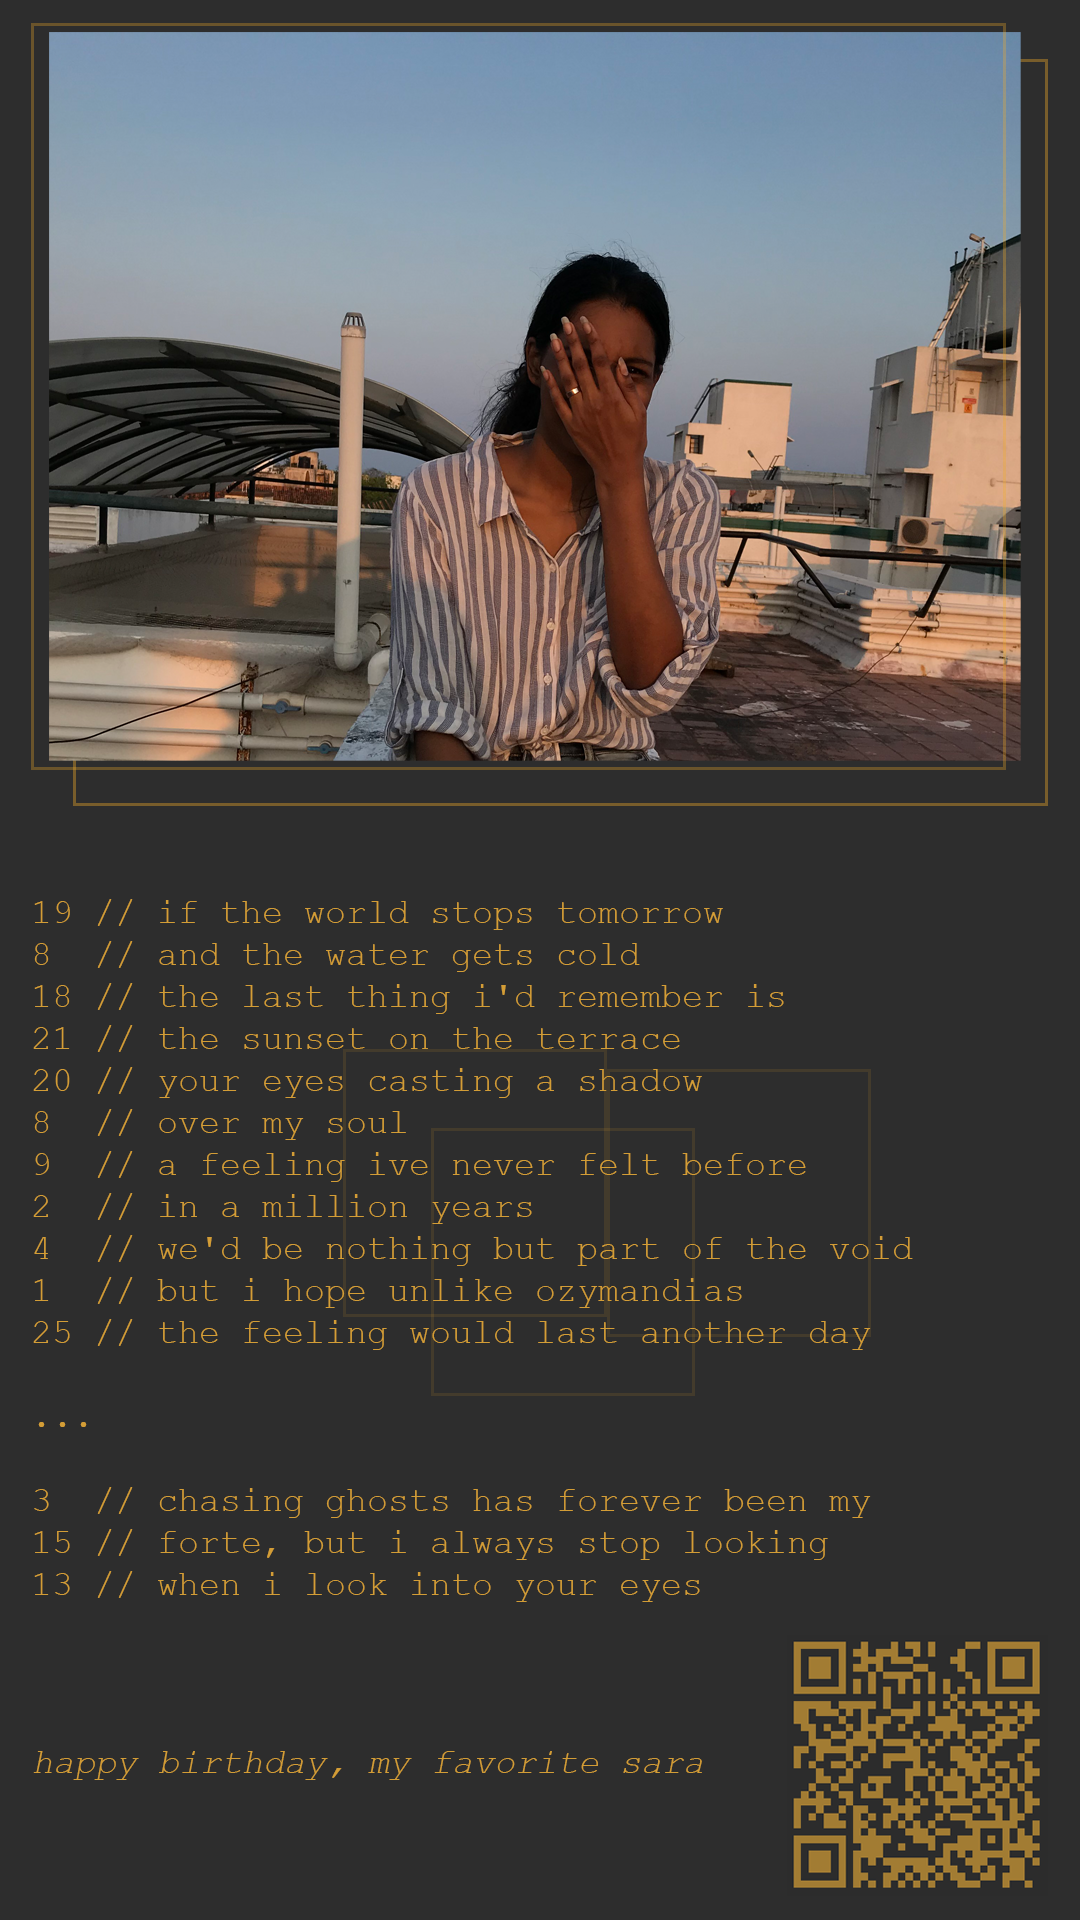 19 // if the world stops tomorrow
8 // and the water gets cold
18 // the last thing i'd remember is
21 // the sunset on the terrace
20 // your eyes casting a shadow
8 // over my soul
9 // a feeling ive never felt before
2 // in a million years
4 // we'd be nothing but part of the void
1 // but i hope unlike ozymandias
25 // the feeling would last another day
...
3 // chasing ghosts has forever been my
15 // forte, but i always stop looking
13 // when i look into your eyes
happy birthday, my favorite sara